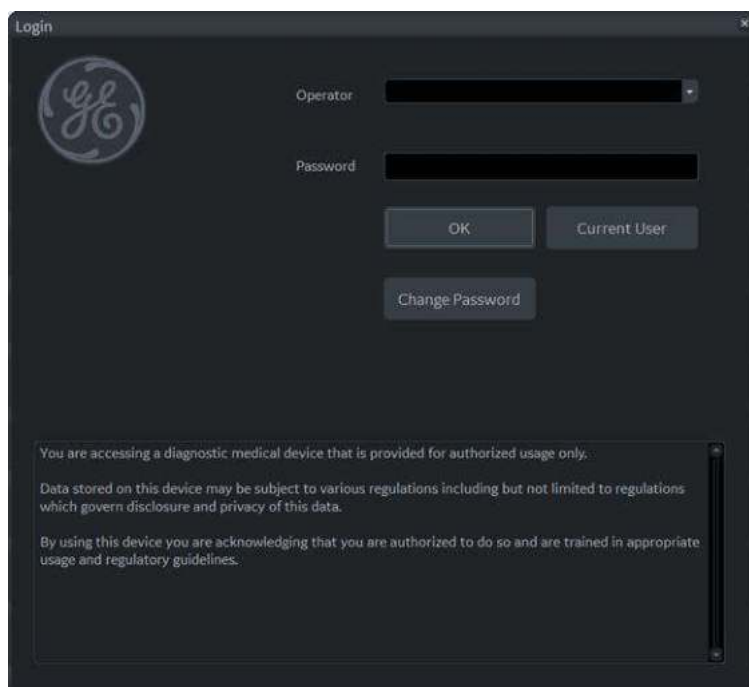 Login
GE
Operator
Password
OK
Current User
Change Password
You are accessing a diagnostic medical device that is provided for authorized usage only.
Data stored on this device may be subject to various regulations including but not limited to regulations
which govern disclosure and privacy of this data.
By using this device you are acknowledging that you are authorized to do so and are trained in appropriate
usage and regulatory guidelines.